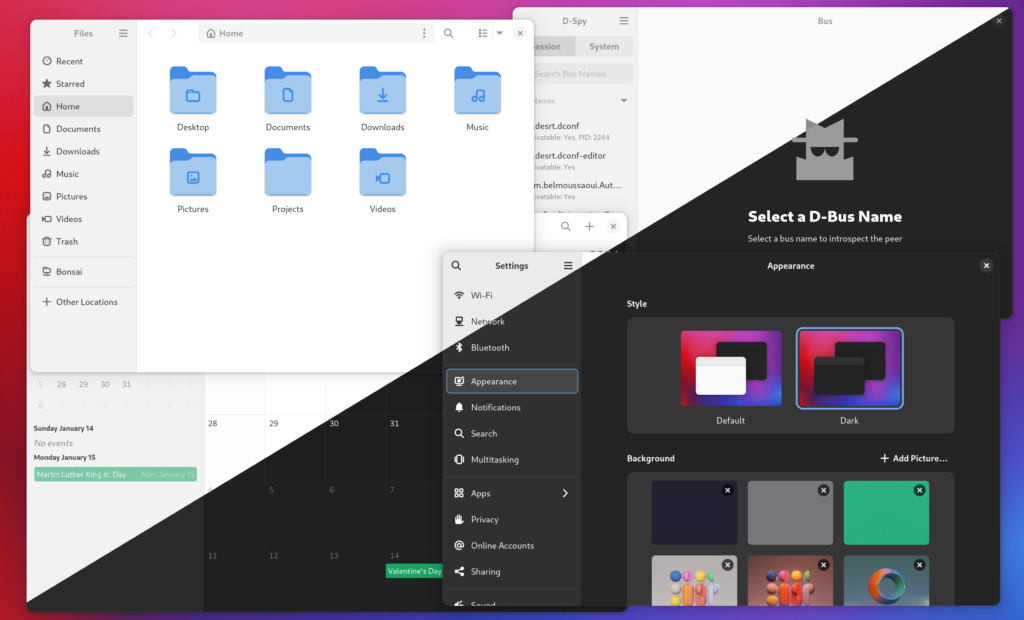 Files
Home
Recent
Starred
Home
Documents
Downloads
Music
Pictures
Videos
Trash
Bonsai
Other Locations
Desktop
Documents
Downloads
Music
Pictures
Projects
Videos
D-Spy
Bus
ession
System
Search Bus Names
Names
.desrt.dconf
ivatable: Yes, PID: 2244
.desrt.dconf-editor
ivatable: Yes
m.belmoussaoui.Aut...
ivatable: Yes
Select a D-Bus Name
Select a bus name to introspect the peer
Settings
Appearance
Wi-Fi
Network
Bluetooth
Appearance
Notifications
Search
Multitasking
Apps
Privacy
Online Accounts
Sharing
Sound
Style
Default
Dark
Background
Add Picture...
5 28 29 30 31
6
Sunday January 14
No events
Monday January 15
Martin Luther King Jr. Day Mon January 15
28 29 30 31
4 5 6 7
11 12 13 14
Valentine's Day